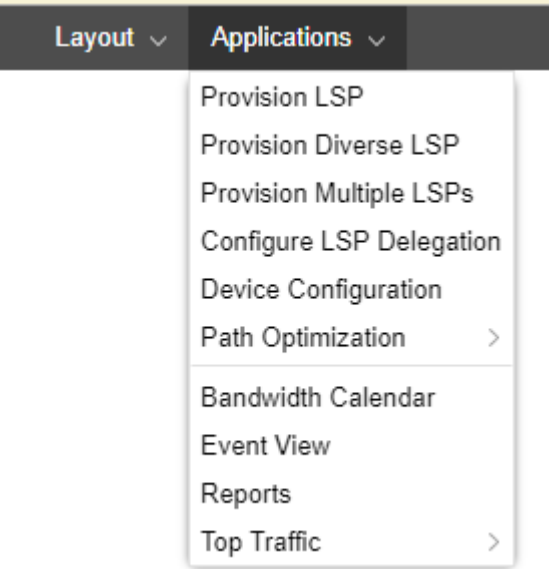 Layout Applications
Provision LSP
Provision Diverse LSP
Provision Multiple LSPs
Configure LSP Delegation
Device Configuration
Path Optimization
Bandwidth Calendar
Event View
Reports
Top Traffic